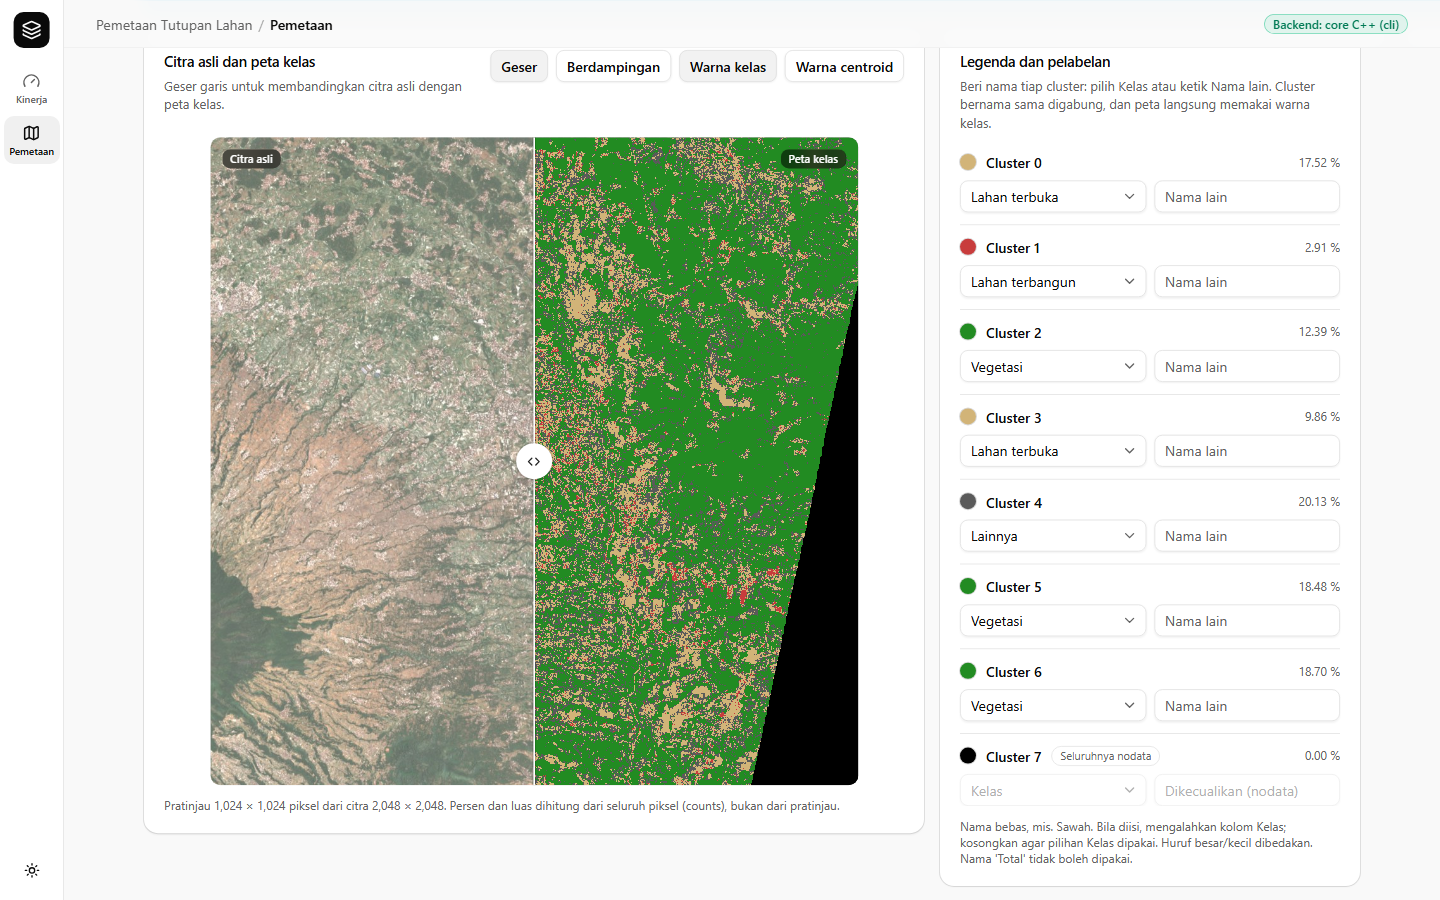 Pemetaan Tutupan Lahan / Pemetaan
Backend: core C++ (cli)
Kinerja
Pemetaan
Citra asli dan peta kelas
Geser garis untuk membandingkan citra asli dengan
peta kelas.
Geser
Berdampingan
Warna kelas
Warna centroid
Citra asli
Peta kelas
Pratinjau 1,024 × 1,024 piksel dari citra 2,048 × 2,048. Persen dan luas dihitung dari seluruh piksel (counts), bukan dari pratinjau.
Legenda dan pelabelan
Beri nama tiap cluster: pilih Kelas atau ketik Nama lain. Cluster
bernama sama digabung, dan peta langsung memakai warna
kelas.
Cluster 0 17.52 %
Lahan terbuka Nama lain
Cluster 1 2.91 %
Lahan terbangun Nama lain
Cluster 2 12.39 %
Vegetasi Nama lain
Cluster 3 9.86 %
Lahan terbuka Nama lain
Cluster 4 20.13 %
Lainnya Nama lain
Cluster 5 18.48 %
Vegetasi Nama lain
Cluster 6 18.70 %
Vegetasi Nama lain
Cluster 7 Seluruhnya nodata 0.00 %
Kelas Dikecualikan (nodata)
Nama bebas, mis. Sawah. Bila diisi, mengalahkan kolom Kelas;
kosongkan agar pilihan Kelas dipakai. Huruf besar/kecil dibedakan.
Nama 'Total' tidak boleh dipakai.